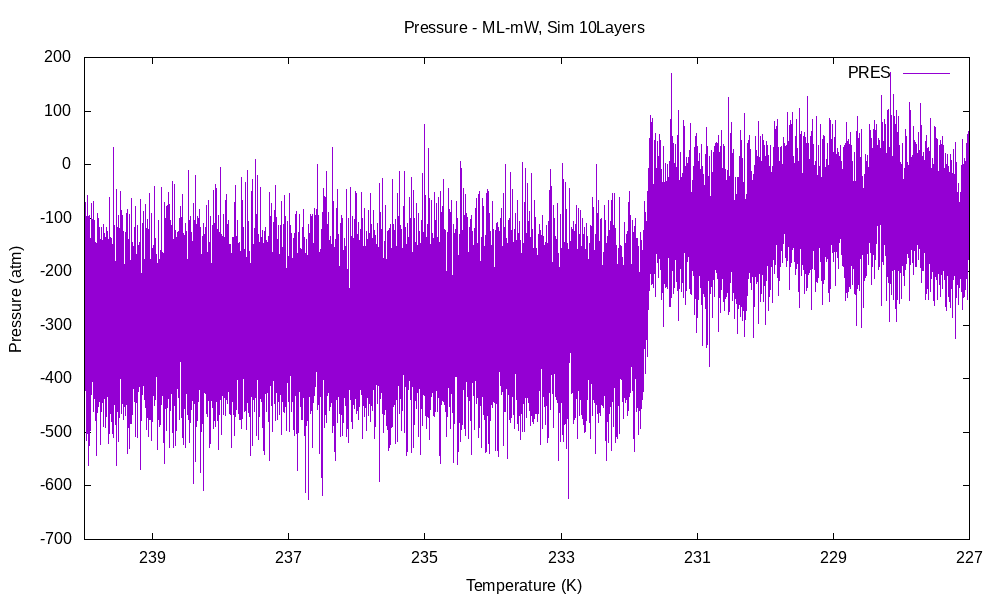 Pressure - ML-mW, Sim 10Layers
PRES
200
100
0
-100
-200
-300
-400
-500
-600
-700
Pressure (atm)
239 237 235 233 231 229 227
Temperature (K)